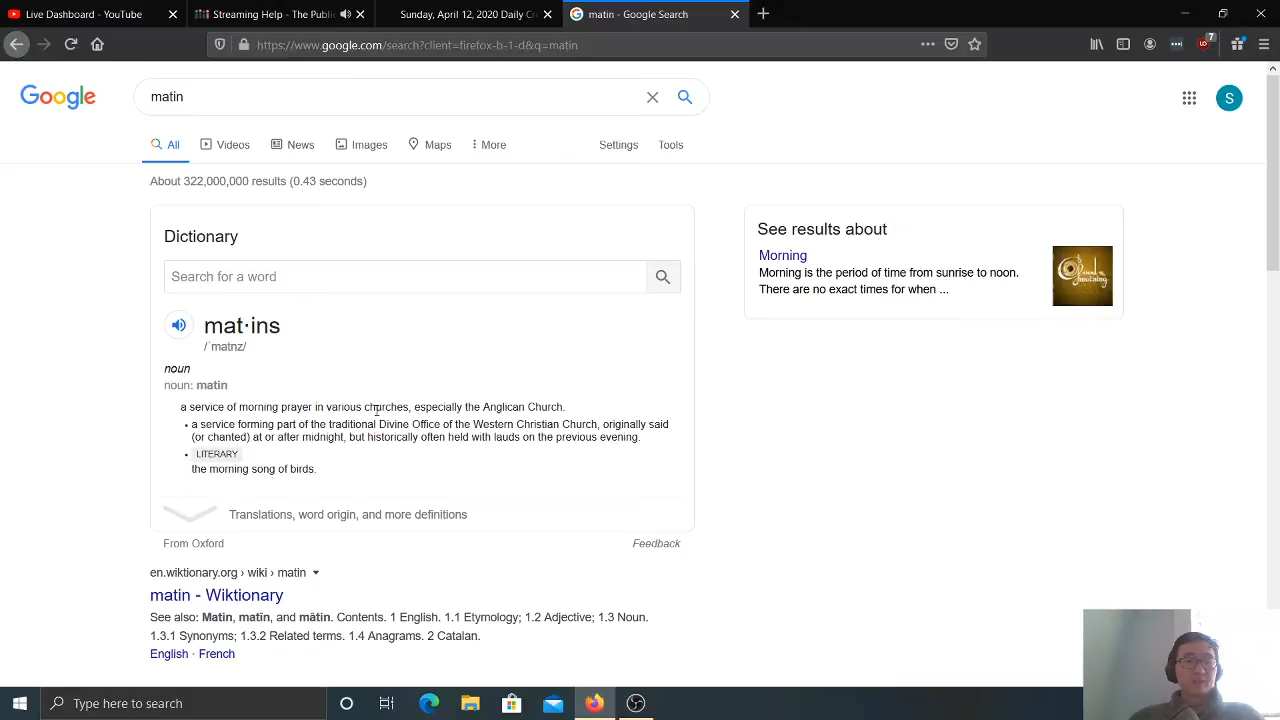 Live Dashboard - YouTube
Streaming Help - The Publi
Sunday, April 12, 2020 Daily Cr
matin - Google Search
https://www.google.com/search?client=firefox-b-1-d&q=matin
7
Google
matin
S
All
Videos
News
Images
Maps
More
Settings
Tools
About 322,000,000 results (0.43 seconds)
Dictionary
Search for a word
mat·ins
/ˈmatnz/
noun
noun: matin
a service of morning prayer in various churches, especially the Anglican Church.
• a service forming part of the traditional Divine Office of the Western Christian Church, originally said
(or chanted) at or after midnight, but historically often held with lauds on the previous evening.
• LITERARY
the morning song of birds.
Translations, word origin, and more definitions
From Oxford
Feedback
See results about
Morning
Morning is the period of time from sunrise to noon.
There are no exact times for when ...
en.wiktionary.org › wiki › matin
matin - Wiktionary
See also: Matin, matīn, and mātin. Contents. 1 English. 1.1 Etymology; 1.2 Adjective; 1.3 Noun.
1.3.1 Synonyms; 1.3.2 Related terms. 1.4 Anagrams. 2 Catalan.
English · French
Type here to search